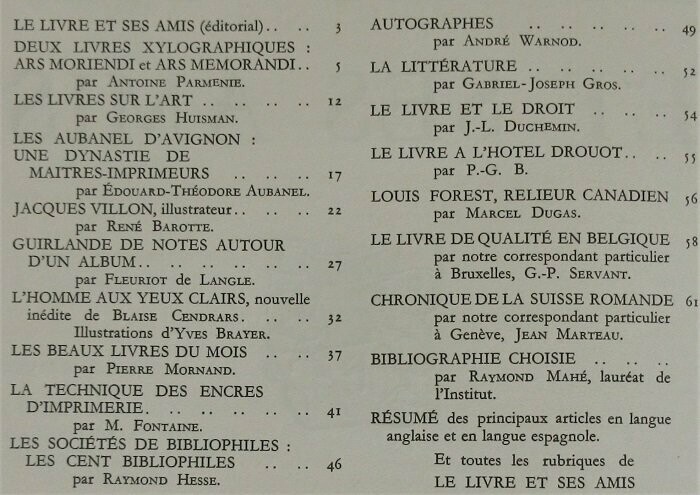 LE LIVRE ET SES AMIS (éditorial).. .. 3
DEUX LIVRES XYLOGRAPHIQUES :
ARS MORIENDI et ARS MEMORANDI.. 5
par Antoine Parmenie.
LES LIVRES SUR L'ART .. .. .. .. 12
par Georges Huisman.
LES AUBANEL D'AVIGNON :
UNE DYNASTIE DE
MAITRES-IMPRIMEURS .. .. .. 17
par Édouard-Théodore Aubanel.
JACQUES VILLON, illustrateur.. .. .. 22
par René Barotte.
GUIRLANDE DE NOTES AUTOUR
D'UN ALBUM.. .. .. .. .. .. 27
par Fleuriot de Langle.
L'HOMME AUX YEUX CLAIRS, nouvelle
inédite de Blaise Cendrars.. .. .. 32
Illustrations d'Yves Brayer.
LES BEAUX LIVRES DU MOIS .. .. 37
par Pierre Mornand.
LA TECHNIQUE DES ENCRES
D'IMPRIMERIE.. .. .. .. .. .. 41
par M. Fontaine.
LES SOCIÉTÉS DE BIBLIOPHILES :
LES CENT BIBLIOPHILES .. .. 46
par Raymond Hesse.
AUTOGRAPHES .. .. .. .. .. 49
par André Warnod.
LA LITTÉRATURE .. .. .. .. .. 52
par Gabriel-Joseph Gros.
LE LIVRE ET LE DROIT .. .. .. 54
par J.-L. Duchemin.
LE LIVRE A L'HOTEL DROUOT.. .. 55
par P.-G. B.
LOUIS FOREST, RELIEUR CANADIEN 56
par Marcel Dugas.
LE LIVRE DE QUALITÉ EN BELGIQUE 58
par notre correspondant particulier
à Bruxelles, G.-P. Servant.
CHRONIQUE DE LA SUISSE ROMANDE 61
par notre correspondant particulier
à Genève, Jean Marteau.
BIBLIOGRAPHIE CHOISIE .. .. ..
par Raymond Mahé, lauréat de
l'Institut.
RÉSUMÉ des principaux articles en langue
anglaise et en langue espagnole.
Et toutes les rubriques de
LE LIVRE ET SES AMIS